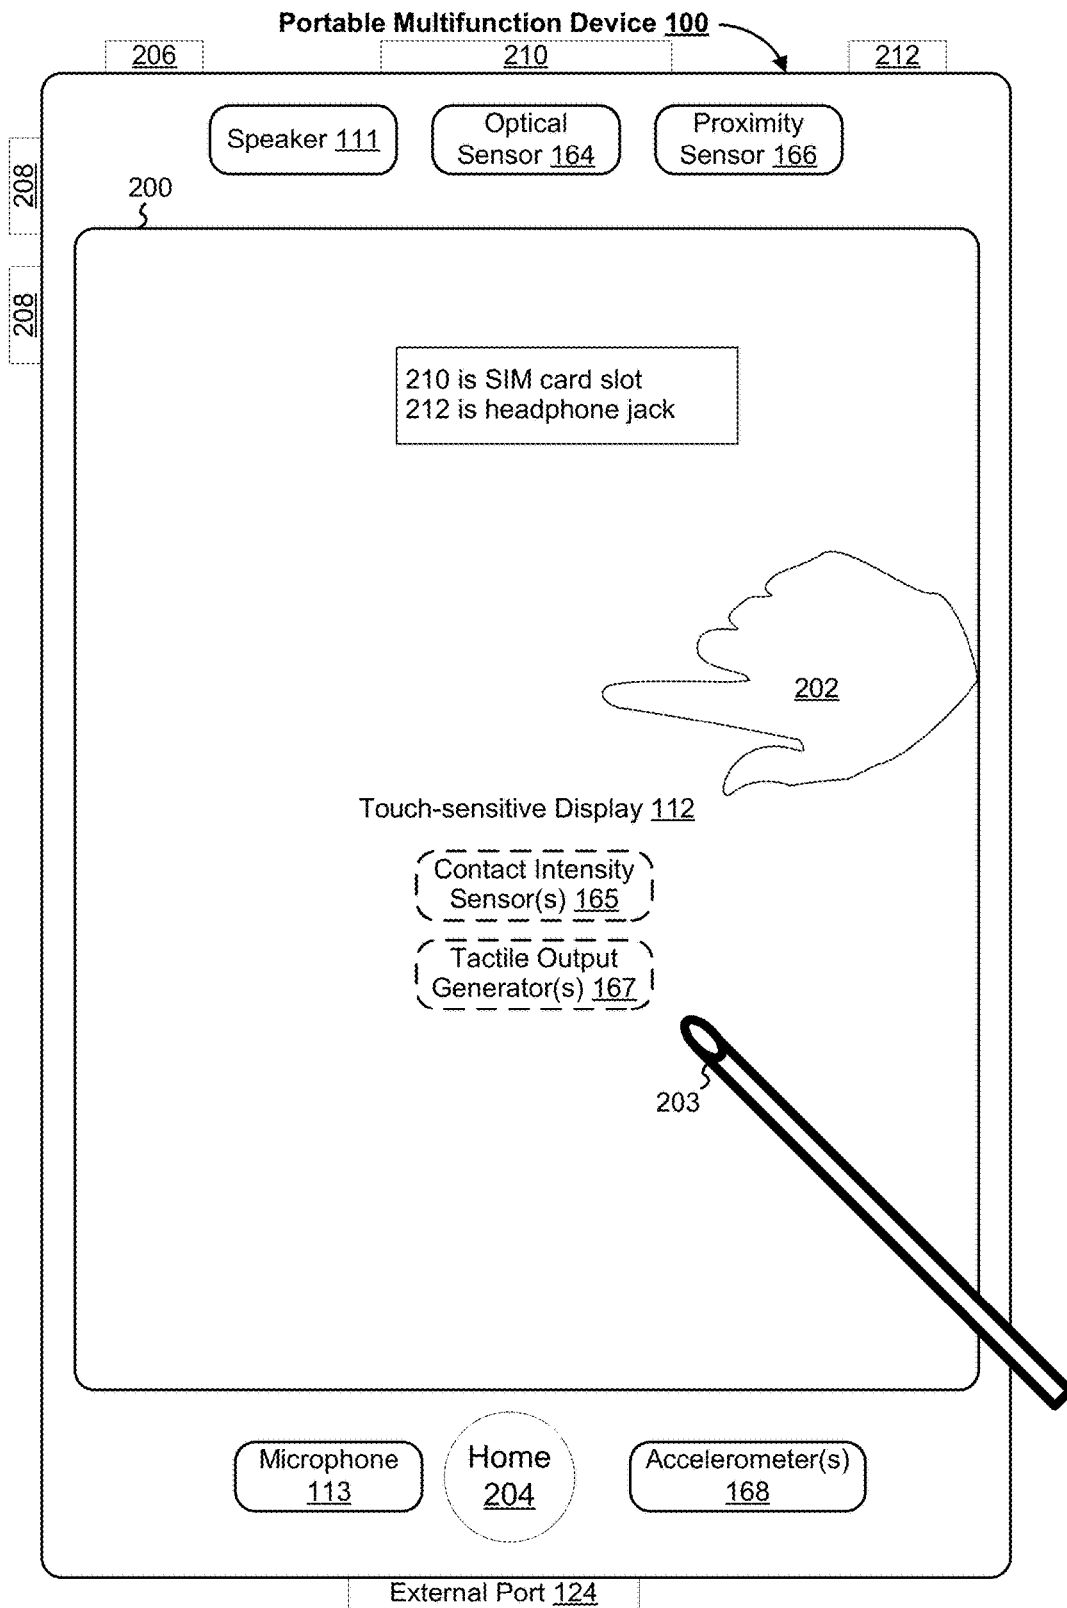 Portable Multifunction Device 100
206
210
212
Speaker 111
Optical
Sensor 164
Proximity
Sensor 166
208
200
208
210 is SIM card slot
212 is headphone jack
202
Touch-sensitive Display 112
Contact Intensity
Sensor(s) 165
Tactile Output
Generator(s) 167
203
Microphone
113
Home
204
Accelerometer(s)
168
External Port 124